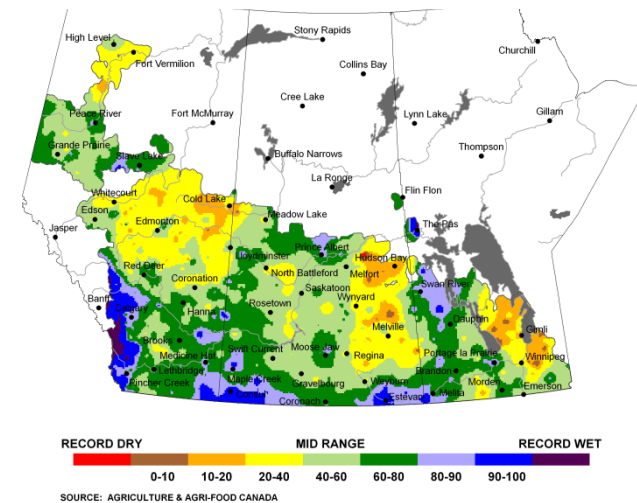 Stony Rapids
High Level
Churchill
Fort Vermilion
Collins Bay
Cree Lake
Peace River
Fort McMurray
Lynn Lake
Gillam
Grande Prairie
Slave Lake
Buffalo Narrows
Thompson
La Ronge
Whitecourt
Cold Lake
Flin Flon
Edson
Meadow Lake
Jasper
Edmonton
The Pas
Prince Albert
Lloydminster
Hudson Bay
Red Deer
North Battleford
Melfort
Coronation
Saskatoon
Swan River
Banff
Calgary
Hanna
Rosetown
Wynyard
Dauphin
Gimli
Brooks
Moose Jaw
Melville
Medicine Hat
Swift Current
Regina
Portage la Prairie
Winnipeg
Lethbridge
Maple Creek
Gravelbourg
Weyburn
Brandon
Pincher Creek
Morden
Emerson
Coronach
Estevan
Melita
RECORD DRY MID RANGE RECORD WET
0-10 10-20 20-40 40-60 60-80 80-90 90-100
SOURCE: AGRICULTURE & AGRI-FOOD CANADA